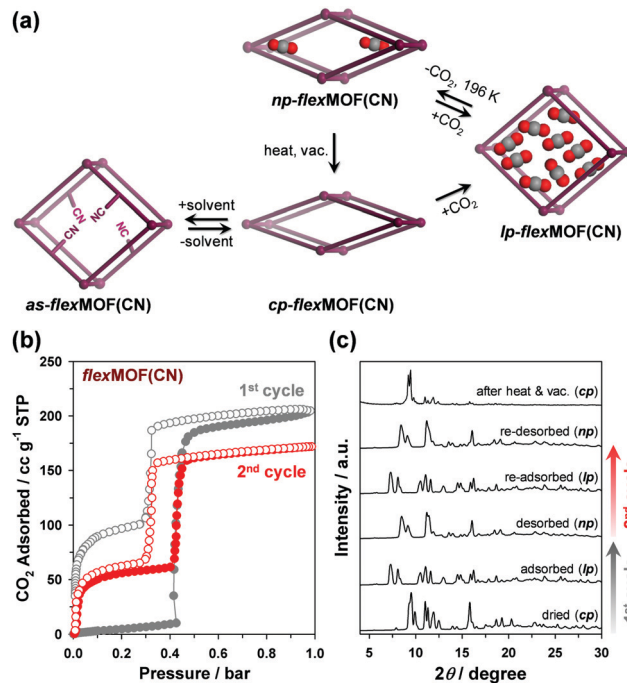 (a)
np-flexMOF(CN)
-CO₂, 196 K
+CO₂
heat, vac.
CN
NC
CN
NC
+solvent
-solvent
+CO₂
lp-flexMOF(CN)
as-flexMOF(CN)
cp-flexMOF(CN)
(b)
flexMOF(CN)
1st cycle
2nd cycle
CO₂ Adsorbed / cc g⁻¹ STP
250
200
150
100
50
0
0.0
0.2
0.4
0.6
0.8
1.0
Pressure / bar
(c)
Intensity / a.u.
after heat & vac. (cp)
re-desorbed (np)
re-adsorbed (lp)
desorbed (np)
adsorbed (lp)
dried (cp)
5
10
15
20
25
30
2θ / degree